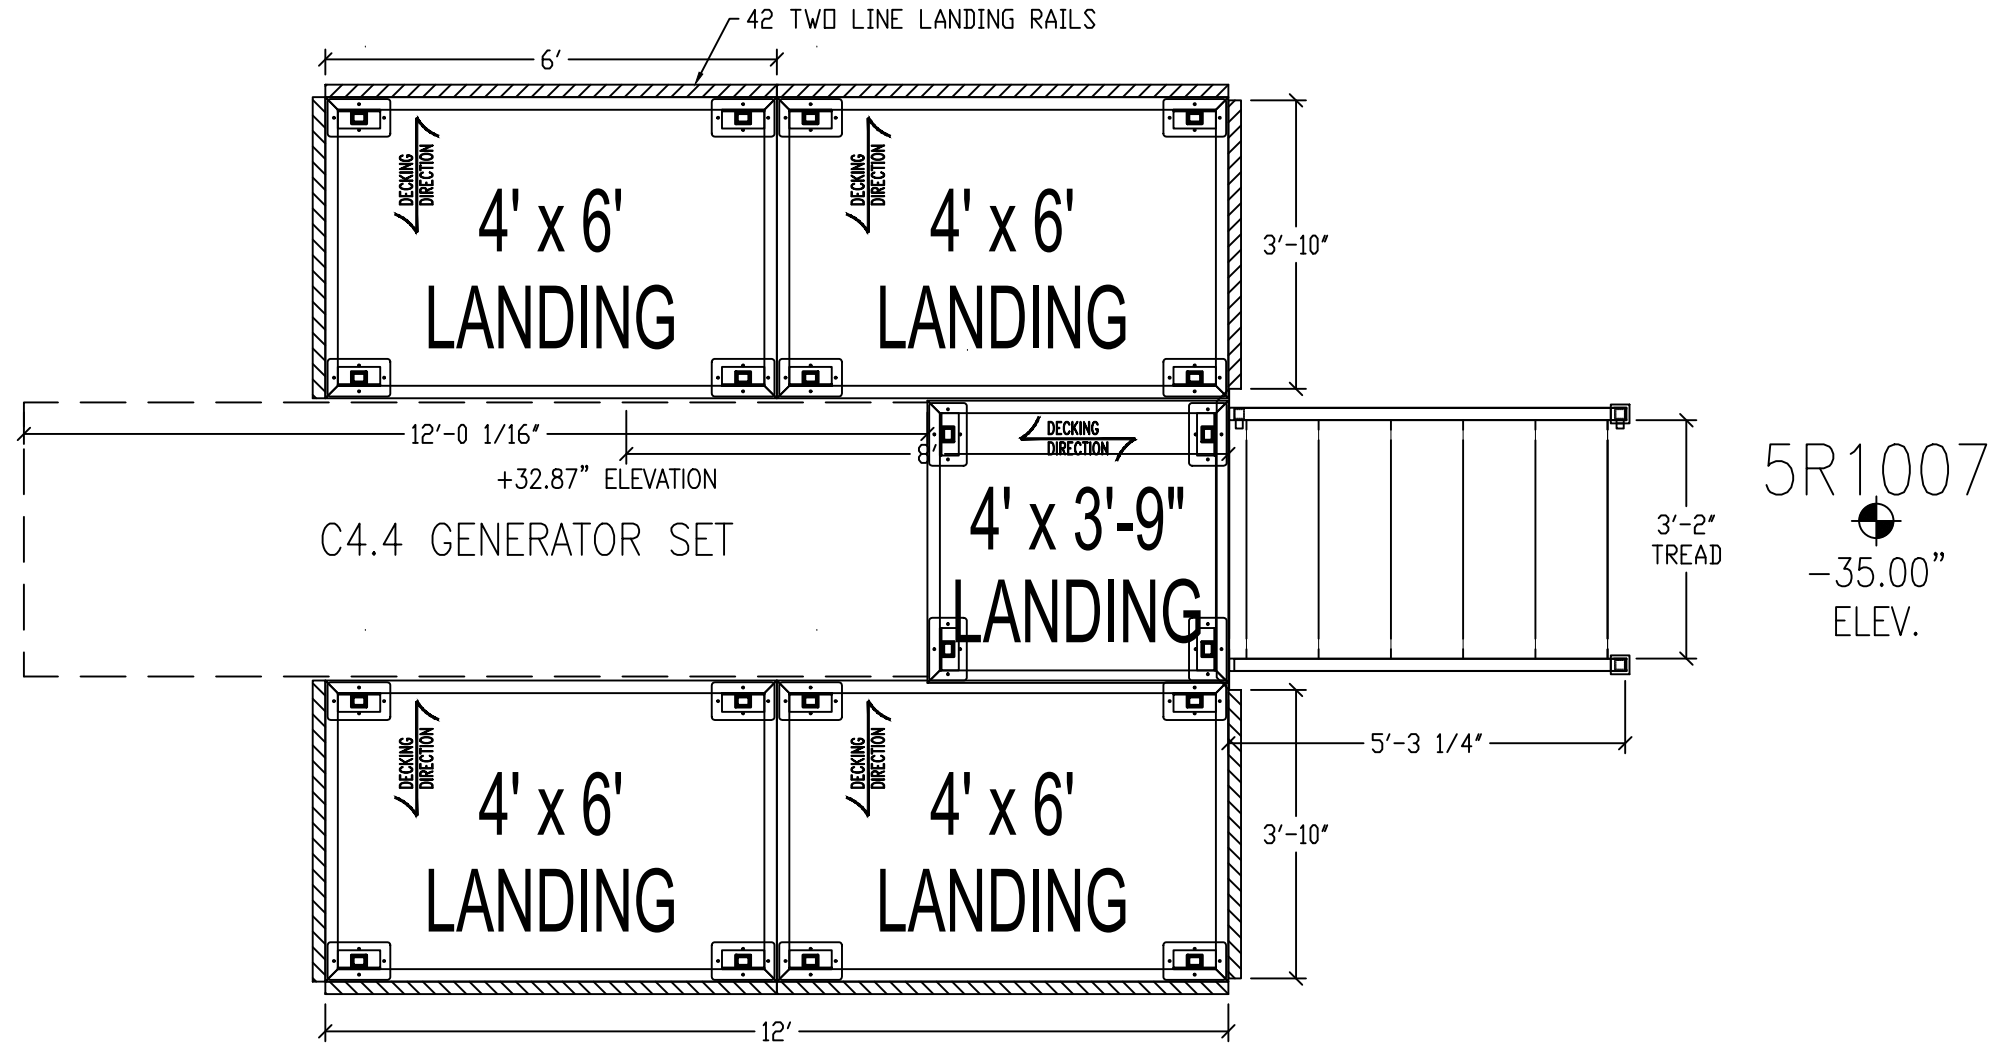 42 TWO LINE LANDING RAILS
6'
DECKING
DIRECTION
4' x 6'
LANDING
DECKING
DIRECTION
4' x 6'
LANDING
3'-10"
12'-0 1/16"
8'
+32.87” ELEVATION
C4.4 GENERATOR SET
DECKING
DIRECTION
4' x 3'-9"
LANDING
3'-2"
TREAD
5R1007
-35.00”
ELEV.
DECKING
DIRECTION
4' x 6'
LANDING
DECKING
DIRECTION
4' x 6'
LANDING
5'-3 1/4"
3'-10"
12'